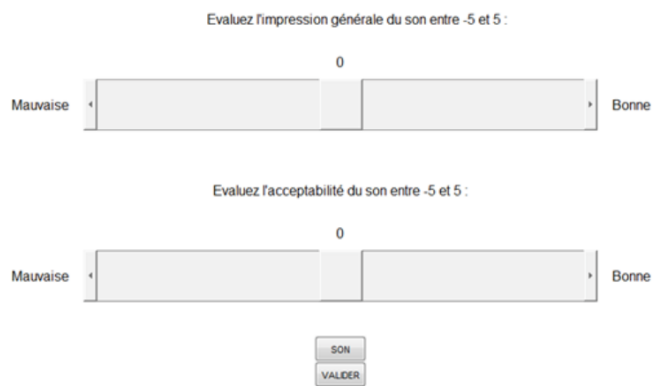 Evaluez l'impression générale du son entre -5 et 5 :
0
Mauvaise Bonne
Evaluez l'acceptabilité du son entre -5 et 5 :
0
Mauvaise Bonne
SON
VALIDER